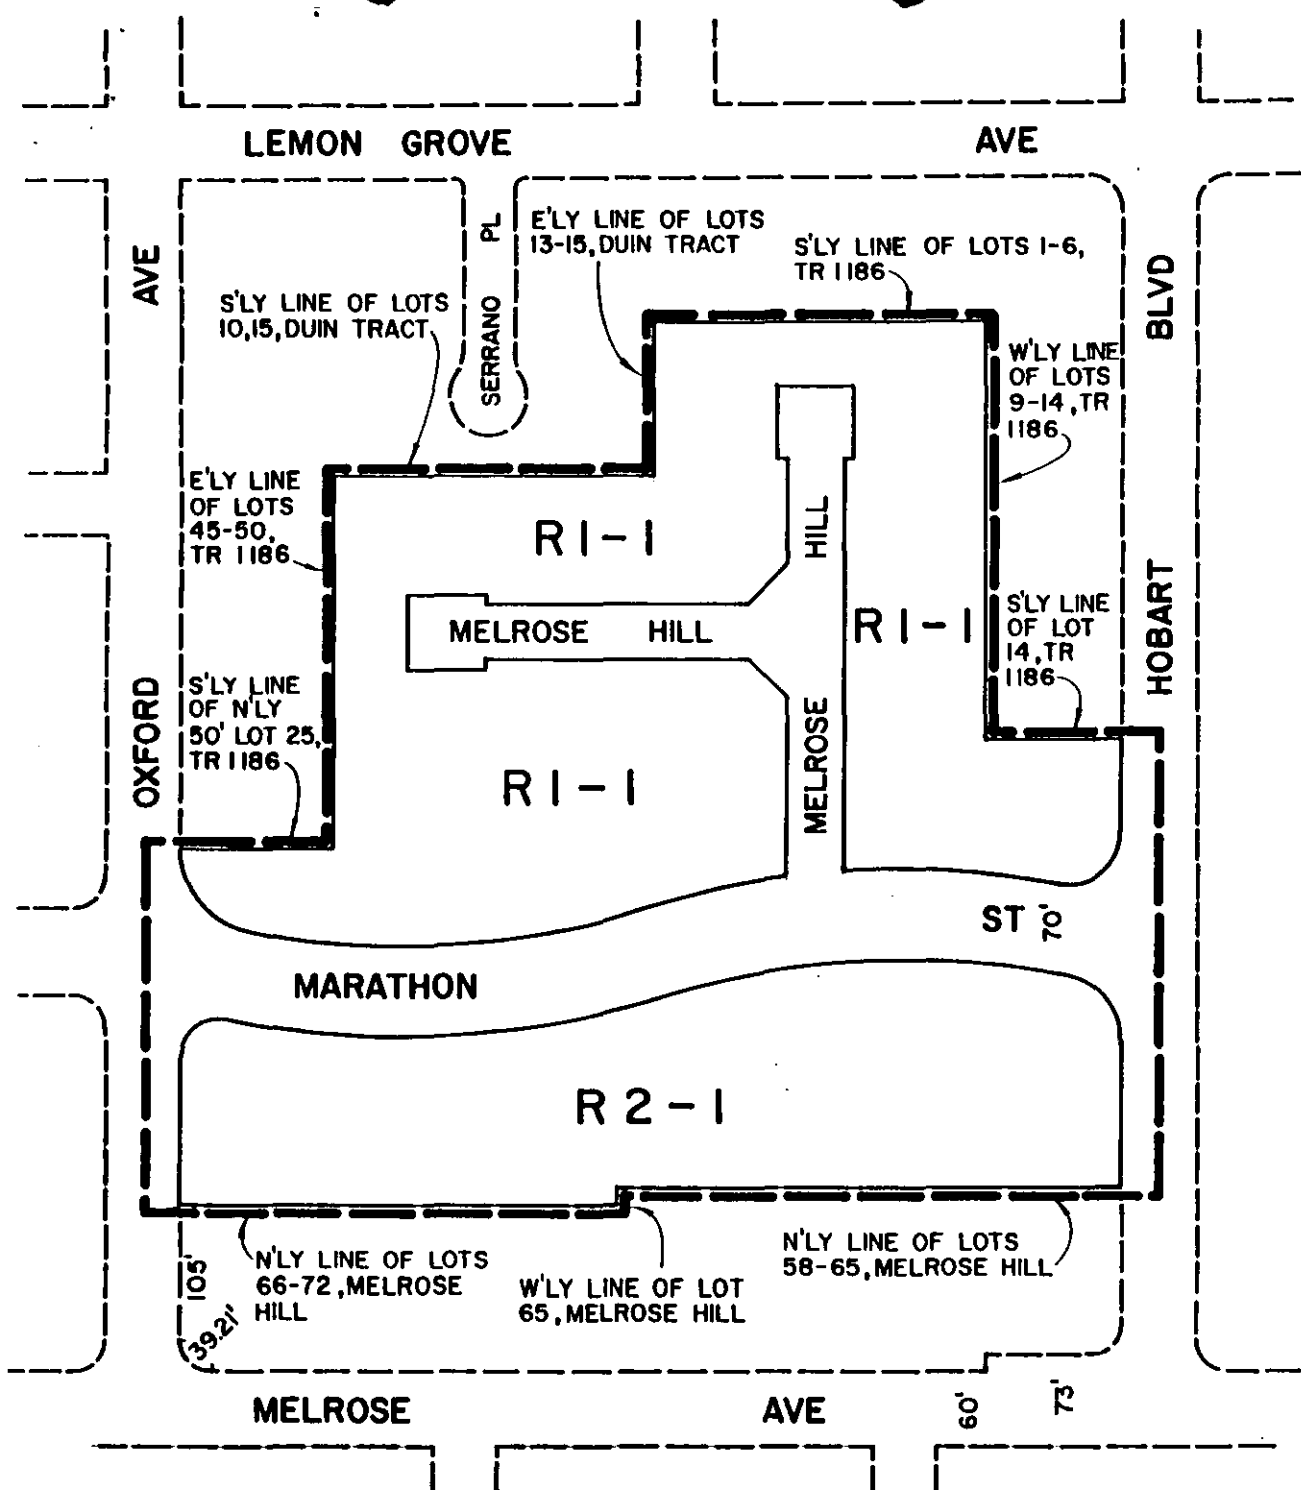 LEMON GROVE AVE
AVE
PL
SERRANO
E'LY LINE OF LOTS
13-15, DUIN TRACT
S'LY LINE OF LOTS 1-6,
TR 1186
BLVD
S'LY LINE OF LOTS
10,15, DUIN TRACT
W'LY LINE
OF LOTS
9-14, TR
1186
E'LY LINE
OF LOTS
45-50,
TR 1186
R1-1
HILL
MELROSE HILL
R1-1
S'LY LINE
OF LOT
14, TR
1186
HOBART
OXFORD
S'LY LINE
OF N'LY
50' LOT 25,
TR 1186
R1-1
MELROSE
ST
70'
MARATHON
R2-1
105'
39.21'
N'LY LINE OF LOTS
66-72, MELROSE
HILL
W'LY LINE OF LOT
65, MELROSE HILL
N'LY LINE OF LOTS
58-65, MELROSE HILL
MELROSE AVE
60'
73'